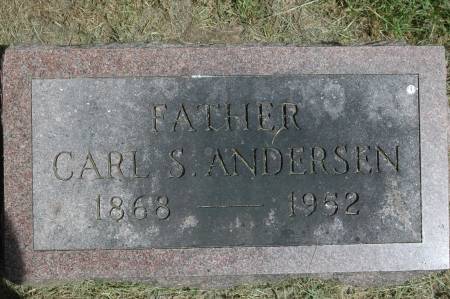 FATHER
CARL S. ANDERSEN
1868 — 1952